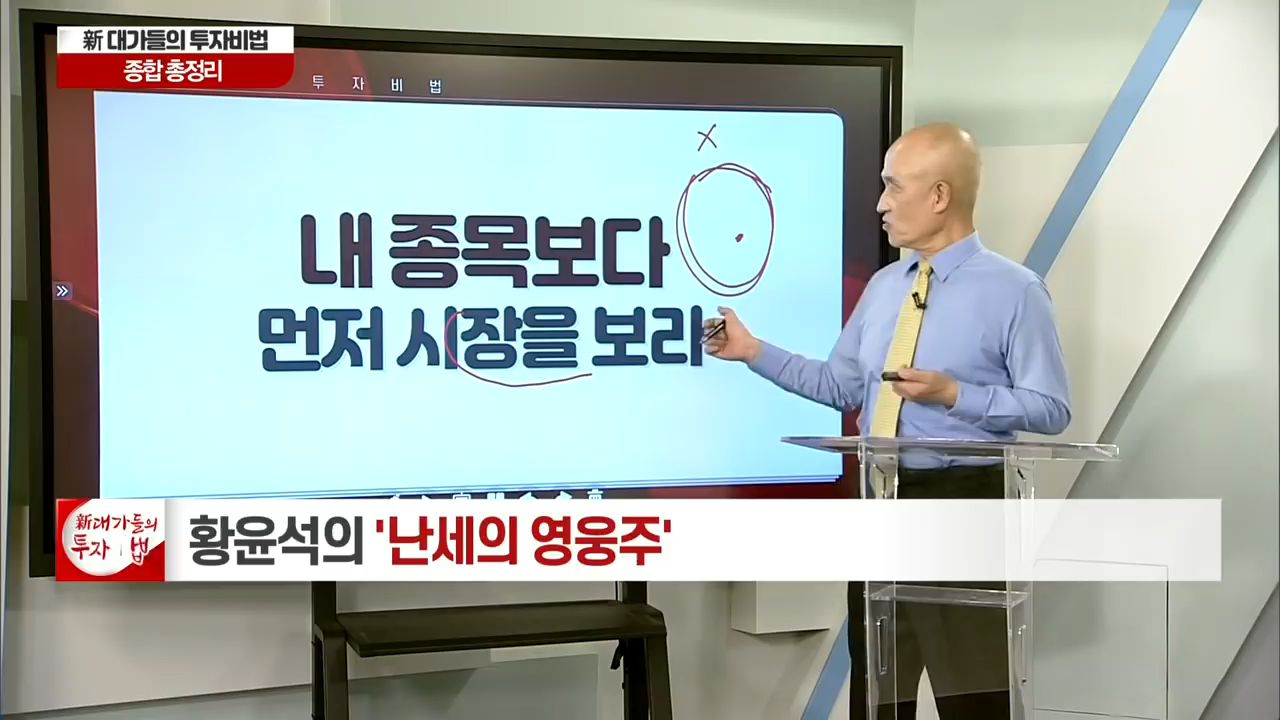 新 대가들의 투자비법
종합 총정리
투 자 비 법
내 종목보다
먼저 시장을 보라
新대가들의
투자
법
황윤석의 '난세의 영웅주'